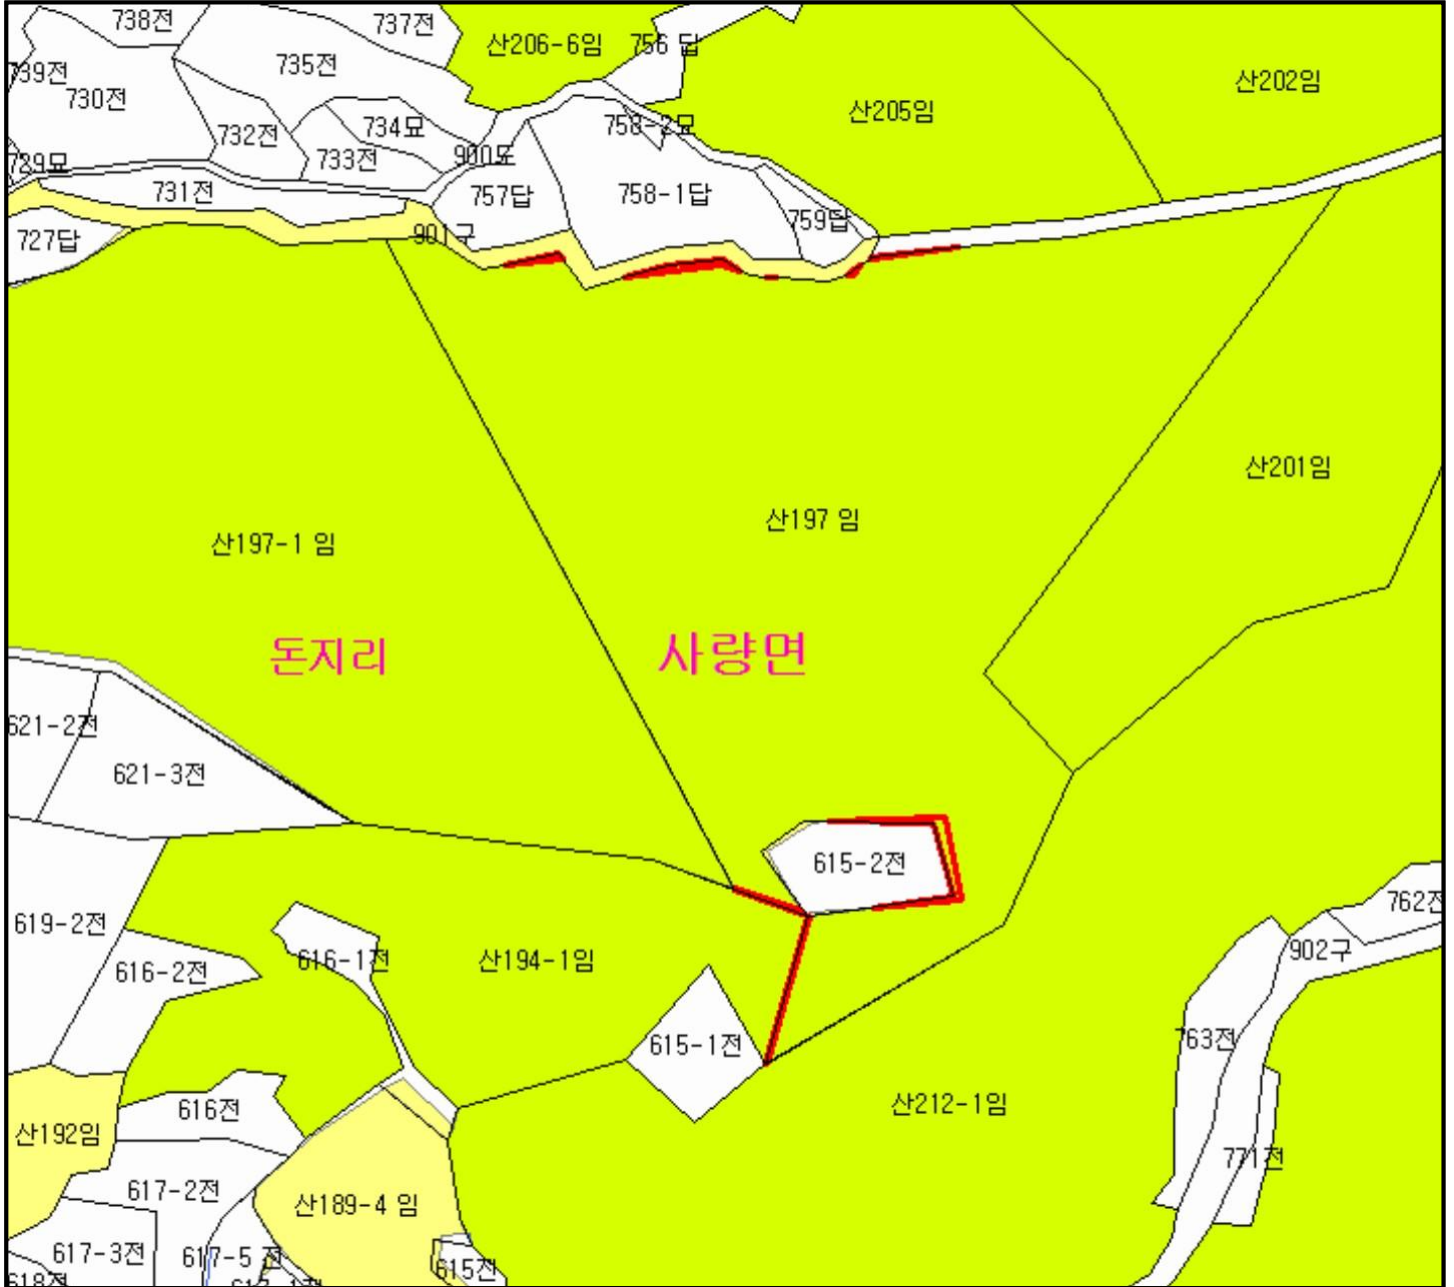 738전
737전
산206-6임
756 답
739전
735전
산202임
730전
산205임
734묘
758-2묘
732전
733전
900도
729묘
731전
757답
758-1답
759답
727답
901구
산201임
산197 임
산197-1 임
돈지리
사량면
621-2전
621-3전
615-2전
762전
619-2전
616-1전
산194-1임
902구
616-2전
763전
615-1전
산212-1임
616전
산192임
771전
617-2전
산189-4 임
617-3전
617-5 전
615전
618전
617-1전